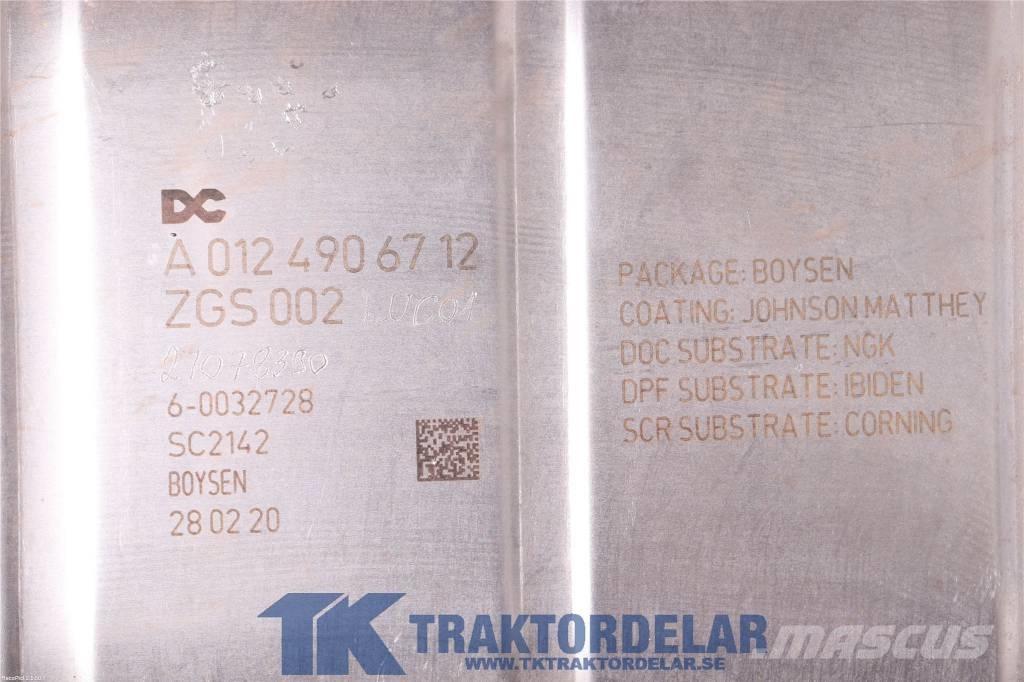 DC
A 012 490 67 12
ZGS 002
21078390
6-0032728
SC2142
BOYSEN
28 02 20
PACKAGE: BOYSEN
COATING: JOHNSON MATTHEY
DOC SUBSTRATE: NGK
DPF SUBSTRATE: IBIDEN
SCR SUBSTRATE: CORNING
TK TRAKTORDELAR
WWW.TKTRAKTORDELAR.SE
MASCUS